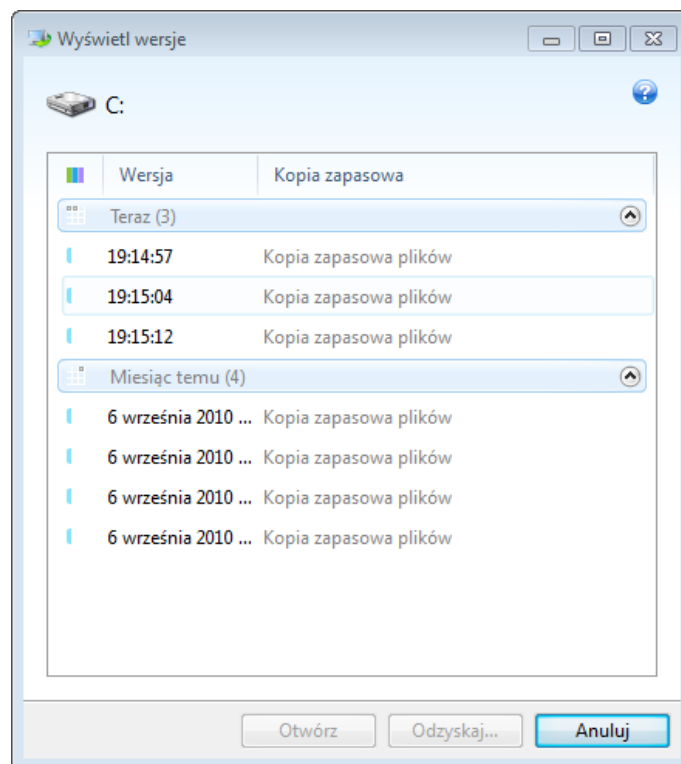 Wyświetl wersje
C:
Wersja Kopia zapasowa
Teraz (3)
19:14:57 Kopia zapasowa plików
19:15:04 Kopia zapasowa plików
19:15:12 Kopia zapasowa plików
Miesiąc temu (4)
6 września 2010 ... Kopia zapasowa plików
6 września 2010 ... Kopia zapasowa plików
6 września 2010 ... Kopia zapasowa plików
6 września 2010 ... Kopia zapasowa plików
Otwórz Odzyskaj... Anuluj